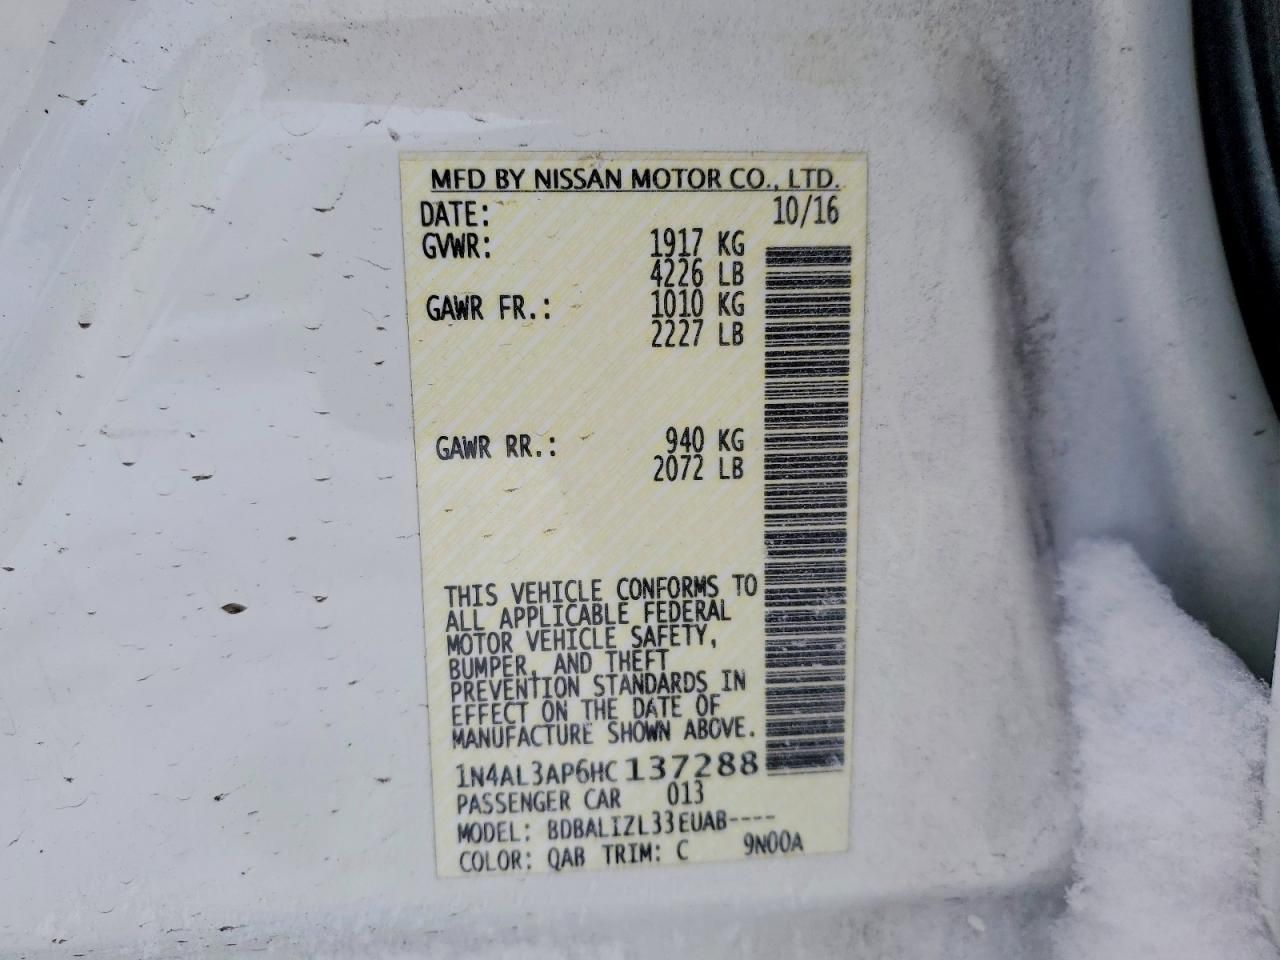 MFD BY NISSAN MOTOR CO., LTD.
DATE: 10/16
GVWR: 1917 KG
4226 LB
GAWR FR.: 1010 KG
2227 LB
GAWR RR.: 940 KG
2072 LB
THIS VEHICLE CONFORMS TO
ALL APPLICABLE FEDERAL
MOTOR VEHICLE SAFETY,
BUMPER, AND THEFT
PREVENTION STANDARDS IN
EFFECT ON THE DATE OF
MANUFACTURE SHOWN ABOVE.
1N4AL3AP6HC137288
PASSENGER CAR 013
MODEL: BDBALIZL33EUAB----
COLOR: QAB TRIM: C 9N00A